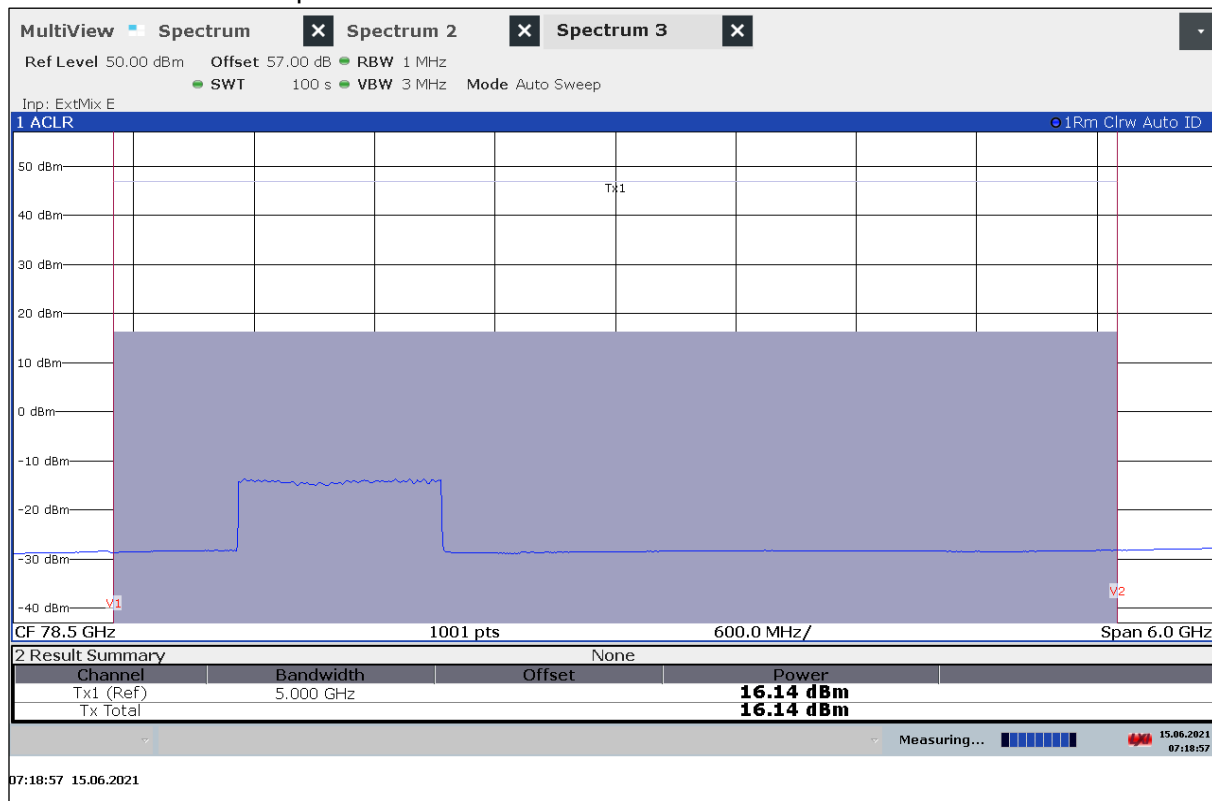 MultiView Spectrum Spectrum 2 Spectrum 3
Ref Level 50.00 dBm Offset 57.00 dB RBW 1 MHz
SWT 100 s VBW 3 MHz Mode Auto Sweep
Inp: ExtMix E
1 ACLR 1Rm Clrw Auto ID
50 dBm
Tx1
40 dBm
30 dBm
20 dBm
10 dBm
0 dBm
-10 dBm
-20 dBm
-30 dBm
V2
-40 dBm V1
CF 78.5 GHz 1001 pts 600.0 MHz/ Span 6.0 GHz
2 Result Summary None
Channel Bandwidth Offset Power
Tx1 (Ref) 5.000 GHz 16.14 dBm
Tx Total 16.14 dBm
Measuring... 15.06.2021
07:18:57
07:18:57 15.06.2021